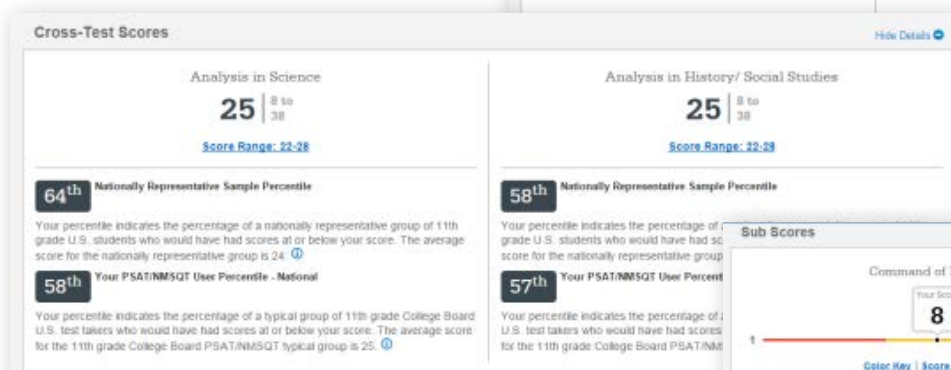 Cross-Test Scores
Hide Details
Analysis in Science
25 8 to 38
Score Range: 22-28
64th Nationally Representative Sample Percentile
Your percentile indicates the percentage of a nationally representative group of 11th
grade U.S. students who would have had scores at or below your score. The average
score for the nationally representative group is 24.
58th Your PSAT/NMSQT User Percentile - National
Your percentile indicates the percentage of a typical group of 11th grade College Board
U.S. test takers who would have had scores at or below your score. The average score
for the 11th grade College Board PSAT/NMSQT typical group is 25.
Analysis in History/ Social Studies
25 8 to 38
Score Range: 22-28
58th Nationally Representative Sample Percentile
Your percentile indicates the percentage of
grade U.S. students who would have had
score for the nationally representative group
57th Your PSAT/NMSQT User
Your percentile indicates the percentage of
U.S. test takers who would have had scores
for the 11th grade College Board
Sub Scores
Command of
8
1
Color Key | Score